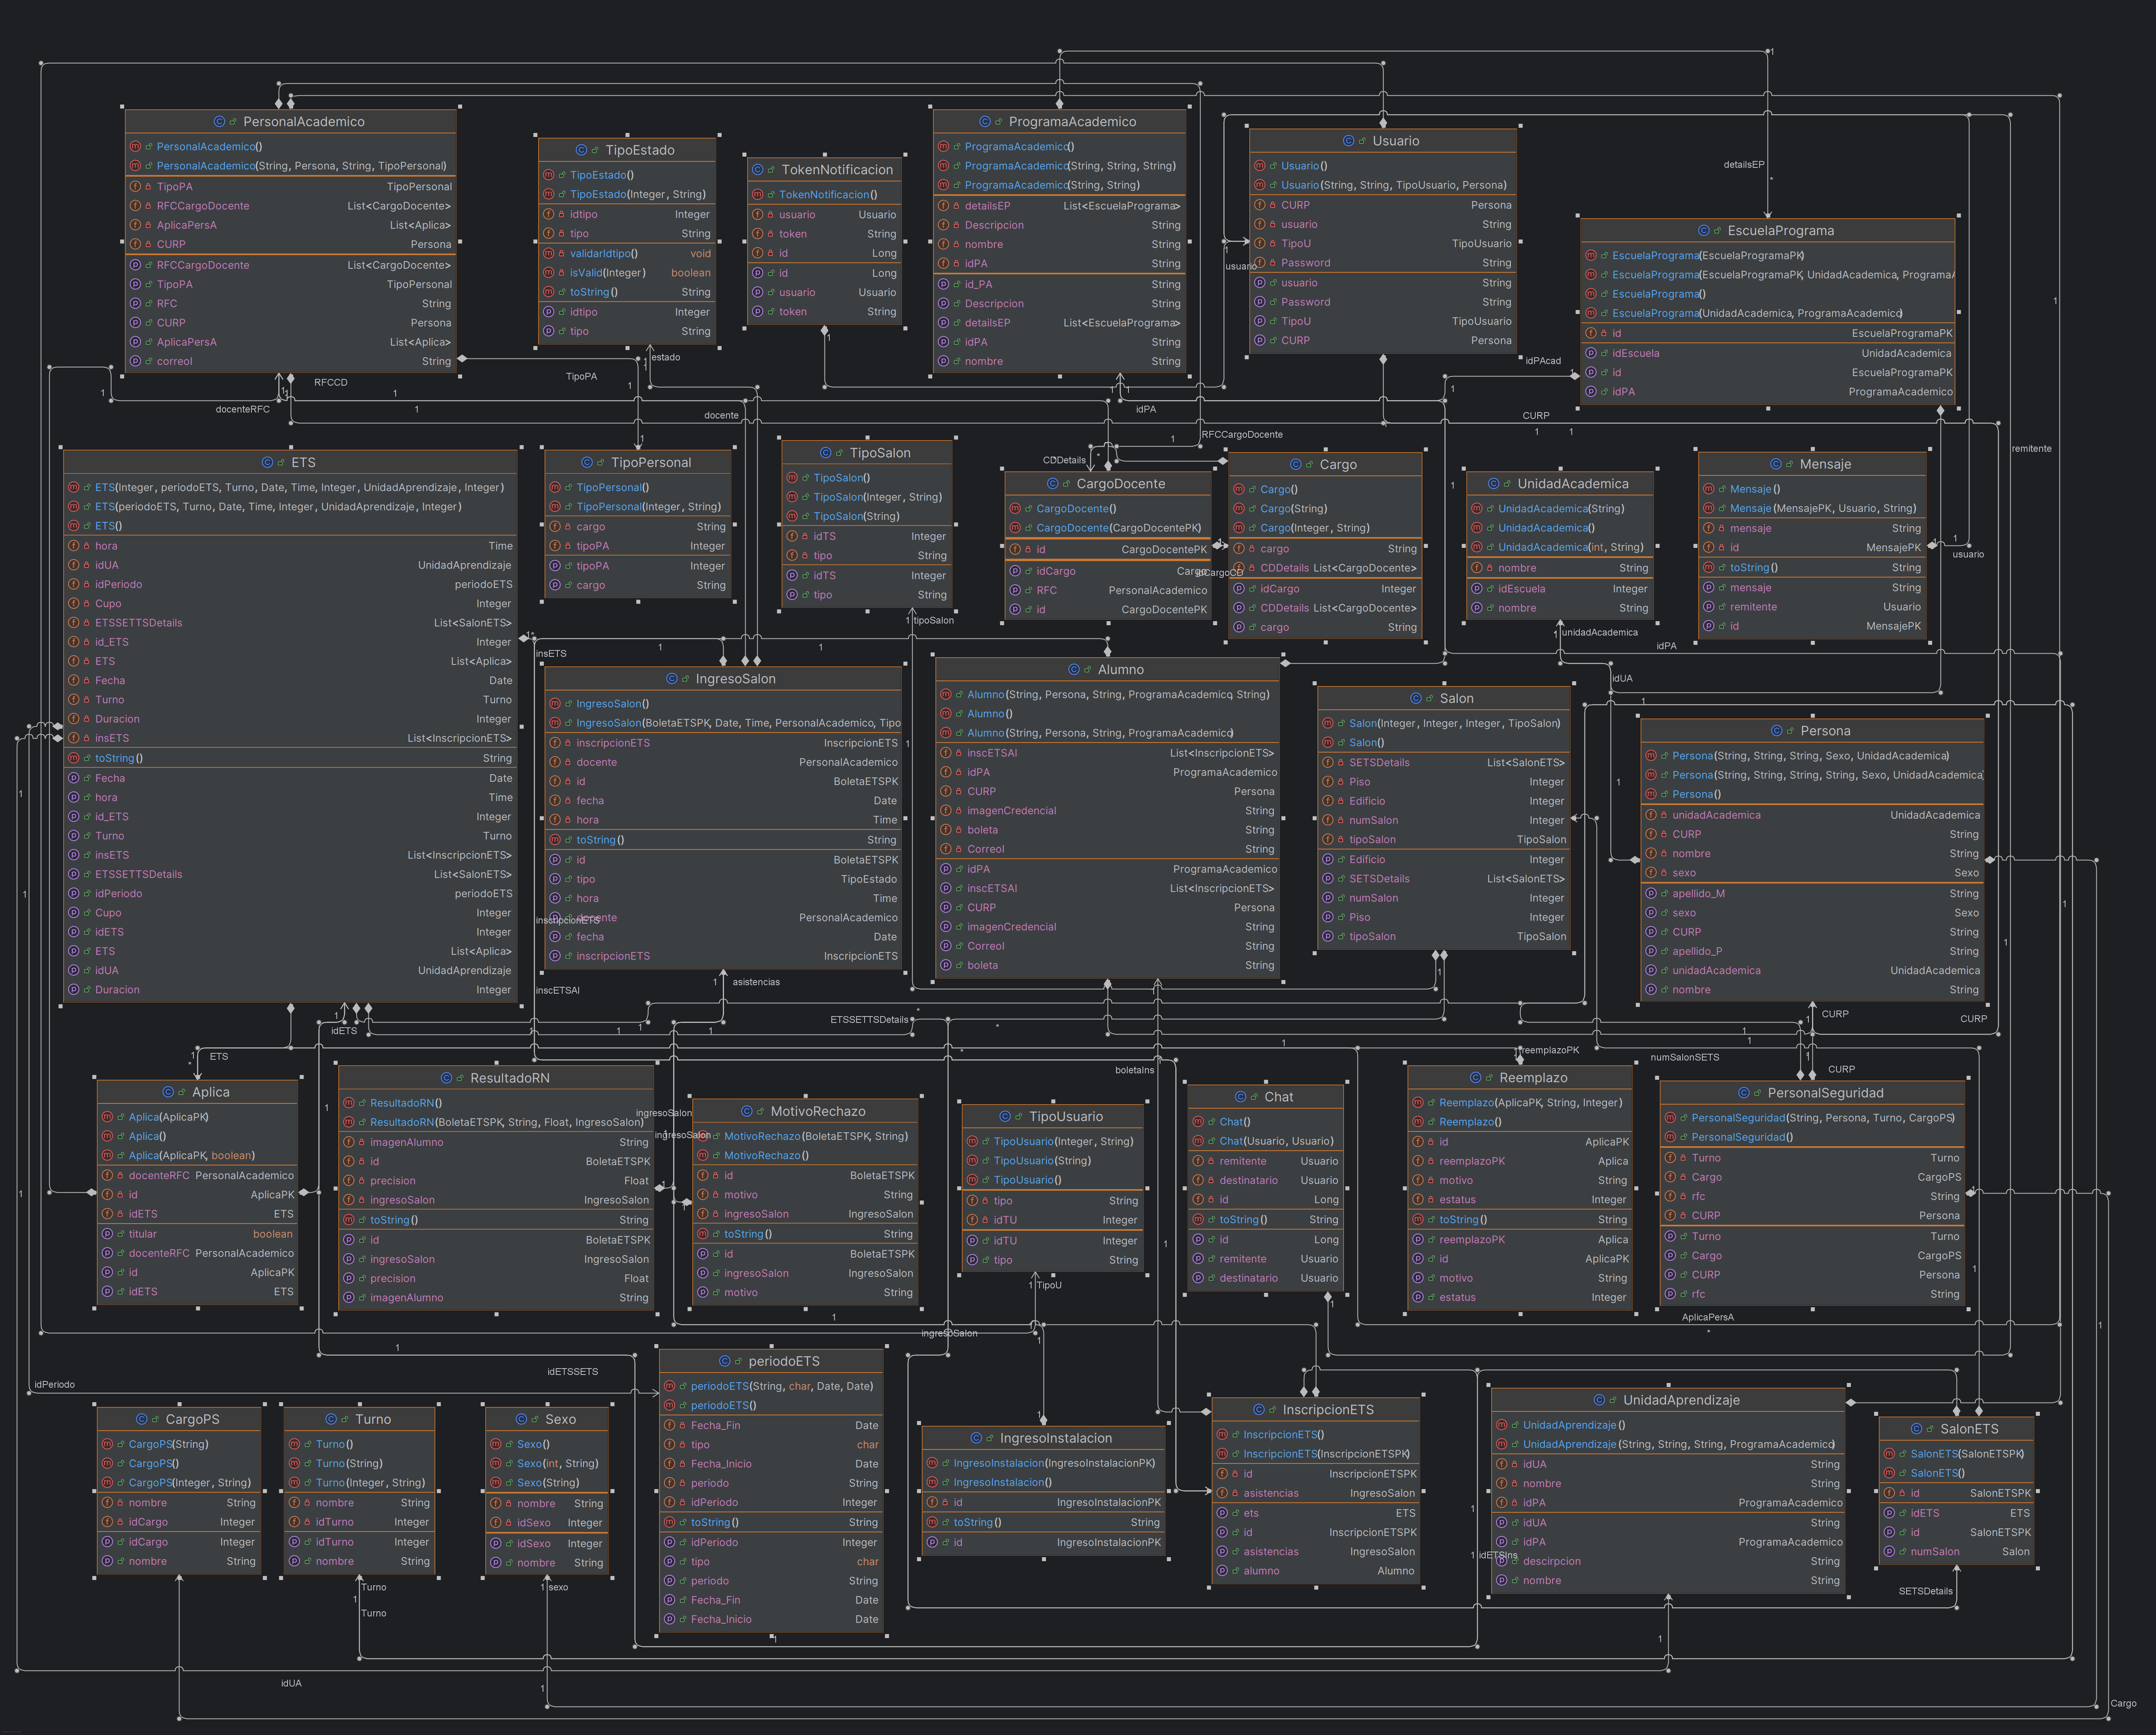 PersonalAcademico
PersonalAcademico()
PersonalAcademico(String, Persona, String, TipoPersonal)
TipoPA TipoPersonal
RFCCargoDocente List<CargoDocente>
AplicaPersA List<Aplica>
CURP Persona
RFCCargoDocente List<CargoDocente>
TipoPA TipoPersonal
RFC String
CURP Persona
AplicaPersA List<Aplica>
correoI String
TipoEstado
TipoEstado()
TipoEstado(Integer, String)
idtipo Integer
tipo String
validarIdtipo() void
isValid(Integer) boolean
toString() String
idtipo Integer
tipo String
TokenNotificacion
TokenNotificacion()
usuario Usuario
token String
id Long
id Long
usuario Usuario
token String
ProgramaAcademico
ProgramaAcademico()
ProgramaAcademico(String, String, String)
ProgramaAcademico(String, String)
detailsEP List<EscuelaPrograma>
Descripcion String
nombre String
idPA String
id_PA String
Descripcion String
detailsEP List<EscuelaPrograma>
idPA String
nombre String
Usuario
Usuario()
Usuario(String, String, TipoUsuario, Persona)
CURP Persona
usuario String
TipoU TipoUsuario
Password String
usuario String
Password String
TipoU TipoUsuario
CURP Persona
EscuelaPrograma
EscuelaPrograma(EscuelaProgramaPK)
EscuelaPrograma(EscuelaProgramaPK, UnidadAcademica, ProgramaA
EscuelaPrograma()
EscuelaPrograma(UnidadAcademica, ProgramaAcademico)
id EscuelaProgramaPK
idEscuela UnidadAcademica
id EscuelaProgramaPK
idPA ProgramaAcademico
detailsEP
usuario
estado
TipoPA
RFCCD
docenteRFC
docente
idPA
idPAcad
CURP
RFCCargoDocente
CDDetails
remitente
ETS
ETS(Integer, periodoETS, Turno, Date, Time, Integer, UnidadAprendizaje, Integer)
ETS(periodoETS, Turno, Date, Time, Integer, UnidadAprendizaje, Integer)
ETS()
hora Time
idUA UnidadAprendizaje
idPeriodo periodoETS
Cupo Integer
ETSSETTSDetails List<SalonETS>
id_ETS Integer
ETS List<Aplica>
Fecha Date
Turno Turno
Duracion Integer
insETS List<InscripcionETS>
toString() String
Fecha Date
hora Time
id_ETS Integer
Turno Turno
insETS List<InscripcionETS>
ETSSETTSDetails List<SalonETS>
idPeriodo periodoETS
Cupo Integer
idETS Integer
ETS List<Aplica>
idUA UnidadAprendizaje
Duracion Integer
TipoPersonal
TipoPersonal()
TipoPersonal(Integer, String)
cargo String
tipoPA Integer
tipoPA Integer
cargo String
TipoSalon
TipoSalon()
TipoSalon(Integer, String)
TipoSalon(String)
idTS Integer
tipo String
idTS Integer
tipo String
CargoDocente
CargoDocente()
CargoDocente(CargoDocentePK)
id CargoDocentePK
idCargo Cargo
RFC PersonalAcademico
id CargoDocentePK
idCargoCD
Cargo
Cargo()
Cargo(String)
Cargo(Integer, String)
cargo String
CDDetails List<CargoDocente>
idCargo Integer
CDDetails List<CargoDocente>
cargo String
UnidadAcademica
UnidadAcademica(String)
UnidadAcademica()
UnidadAcademica(int, String)
nombre String
idEscuela Integer
nombre String
Mensaje
Mensaje()
Mensaje(MensajePK, Usuario, String)
mensaje String
id MensajePK
toString() String
mensaje String
remitente Usuario
id MensajePK
usuario
tipoSalon
unidadAcademica
idPA
idUA
insETS
IngresoSalon
IngresoSalon()
IngresoSalon(BoletaETSPK, Date, Time, PersonalAcademico, Tipo
inscripcionETS InscripcionETS
docente PersonalAcademico
id BoletaETSPK
fecha Date
hora Time
toString() String
id BoletaETSPK
tipo TipoEstado
hora Time
docente PersonalAcademico
fecha Date
inscripcionETS InscripcionETS
inscripcionETS
Alumno
Alumno(String, Persona, String, ProgramaAcademico, String)
Alumno()
Alumno(String, Persona, String, ProgramaAcademico)
inscETSAl List<InscripcionETS>
idPA ProgramaAcademico
CURP Persona
imagenCredencial String
boleta String
CorreoI String
idPA ProgramaAcademico
inscETSAl List<InscripcionETS>
CURP Persona
imagenCredencial String
CorreoI String
boleta String
Salon
Salon(Integer, Integer, Integer, TipoSalon)
Salon()
SETSDetails List<SalonETS>
Piso Integer
Edificio Integer
numSalon Integer
tipoSalon TipoSalon
Edificio Integer
SETSDetails List<SalonETS>
numSalon Integer
Piso Integer
tipoSalon TipoSalon
Persona
Persona(String, String, String, Sexo, UnidadAcademica)
Persona(String, String, String, String, Sexo, UnidadAcademica
Persona()
unidadAcademica UnidadAcademica
CURP String
nombre String
sexo Sexo
apellido_M String
sexo Sexo
CURP String
apellido_P String
unidadAcademica UnidadAcademica
nombre String
asistencias
inscETSAl
ETSSETTSDetails
idETS
ETS
CURP
CURP
CURP
reemplazoPK
numSalonSETS
boletaIns
Aplica
Aplica(AplicaPK)
Aplica()
Aplica(AplicaPK, boolean)
docenteRFC PersonalAcademico
id AplicaPK
idETS ETS
titular boolean
docenteRFC PersonalAcademico
id AplicaPK
idETS ETS
ResultadoRN
ResultadoRN()
ResultadoRN(BoletaETSPK, String, Float, IngresoSalon)
imagenAlumno String
id BoletaETSPK
precision Float
ingresoSalon IngresoSalon
toString() String
id BoletaETSPK
ingresoSalon IngresoSalon
precision Float
imagenAlumno String
ingresoSalon
ingresoSalon
MotivoRechazo
MotivoRechazo(BoletaETSPK, String)
MotivoRechazo()
id BoletaETSPK
motivo String
ingresoSalon IngresoSalon
toString() String
id BoletaETSPK
ingresoSalon IngresoSalon
motivo String
TipoUsuario
TipoUsuario(Integer, String)
TipoUsuario(String)
TipoUsuario()
tipo String
idTU Integer
idTU Integer
tipo String
TipoU
Chat
Chat()
Chat(Usuario, Usuario)
remitente Usuario
destinatario Usuario
id Long
toString() String
id Long
remitente Usuario
destinatario Usuario
Reemplazo
Reemplazo(AplicaPK, String, Integer)
Reemplazo()
id AplicaPK
reemplazoPK Aplica
motivo String
estatus Integer
toString() String
reemplazoPK Aplica
id AplicaPK
motivo String
estatus Integer
PersonalSeguridad
PersonalSeguridad(String, Persona, Turno, CargoPS)
PersonalSeguridad()
Turno Turno
Cargo CargoPS
rfc String
CURP Persona
Turno Turno
Cargo CargoPS
CURP Persona
rfc String
AplicaPersA
ingresoSalon
idETSSETS
idPeriodo
CargoPS
CargoPS(String)
CargoPS()
CargoPS(Integer, String)
nombre String
idCargo Integer
idCargo Integer
nombre String
Turno
Turno()
Turno(String)
Turno(Integer, String)
nombre String
idTurno Integer
idTurno Integer
nombre String
Turno
Turno
Sexo
Sexo()
Sexo(int, String)
Sexo(String)
nombre String
idSexo Integer
idSexo Integer
nombre String
sexo
periodoETS
periodoETS(String, char, Date, Date)
periodoETS()
Fecha_Fin Date
tipo char
Fecha_Inicio Date
periodo String
idPeriodo Integer
toString() String
idPeriodo Integer
tipo char
periodo String
Fecha_Fin Date
Fecha_Inicio Date
IngresoInstalacion
IngresoInstalacion(IngresoInstalacionPK)
IngresoInstalacion()
id IngresoInstalacionPK
toString() String
id IngresoInstalacionPK
InscripcionETS
InscripcionETS()
InscripcionETS(InscripcionETSPK)
id InscripcionETSPK
asistencias IngresoSalon
ets ETS
id InscripcionETSPK
asistencias IngresoSalon
alumno Alumno
idETSIns
UnidadAprendizaje
UnidadAprendizaje()
UnidadAprendizaje(String, String, String, ProgramaAcademico)
idUA String
nombre String
idPA ProgramaAcademico
idUA String
idPA ProgramaAcademico
descirpcion String
nombre String
SalonETS
SalonETS(SalonETSPK)
SalonETS()
id SalonETSPK
idETS ETS
id SalonETSPK
numSalon Salon
SETSDetails
idUA
Cargo